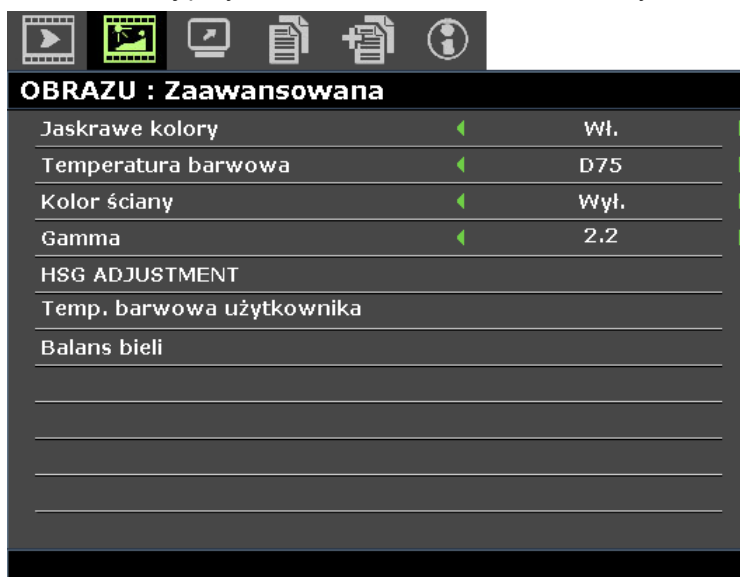 OBRAZU : Zaawansowana
Jaskrawe kolory Wł.
Temperatura barwowa D75
Kolor ściany Wył.
Gamma 2.2
HSG ADJUSTMENT
Temp. barwowa użytkownika
Balans bieli